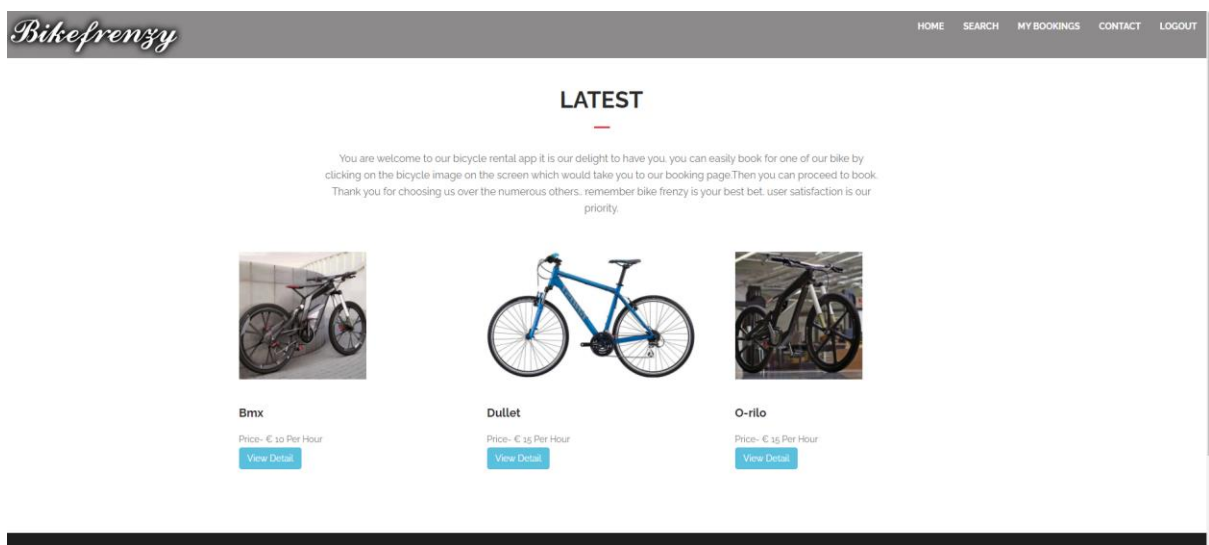 Bikefrenzy
HOME SEARCH MY BOOKINGS CONTACT LOGOUT
LATEST
You are welcome to our bicycle rental app it is our delight to have you, you can easily book for one of our bike by
clicking on the bicycle image on the screen which would take you to our booking page.Then you can proceed to book.
Thank you for choosing us over the numerous others.. remember bike frenzy is your best bet. user satisfaction is our
priority.
Bmx
Price- € 10 Per Hour
View Detail
Dullet
Price- € 15 Per Hour
View Detail
O-rilo
Price- € 15 Per Hour
View Detail